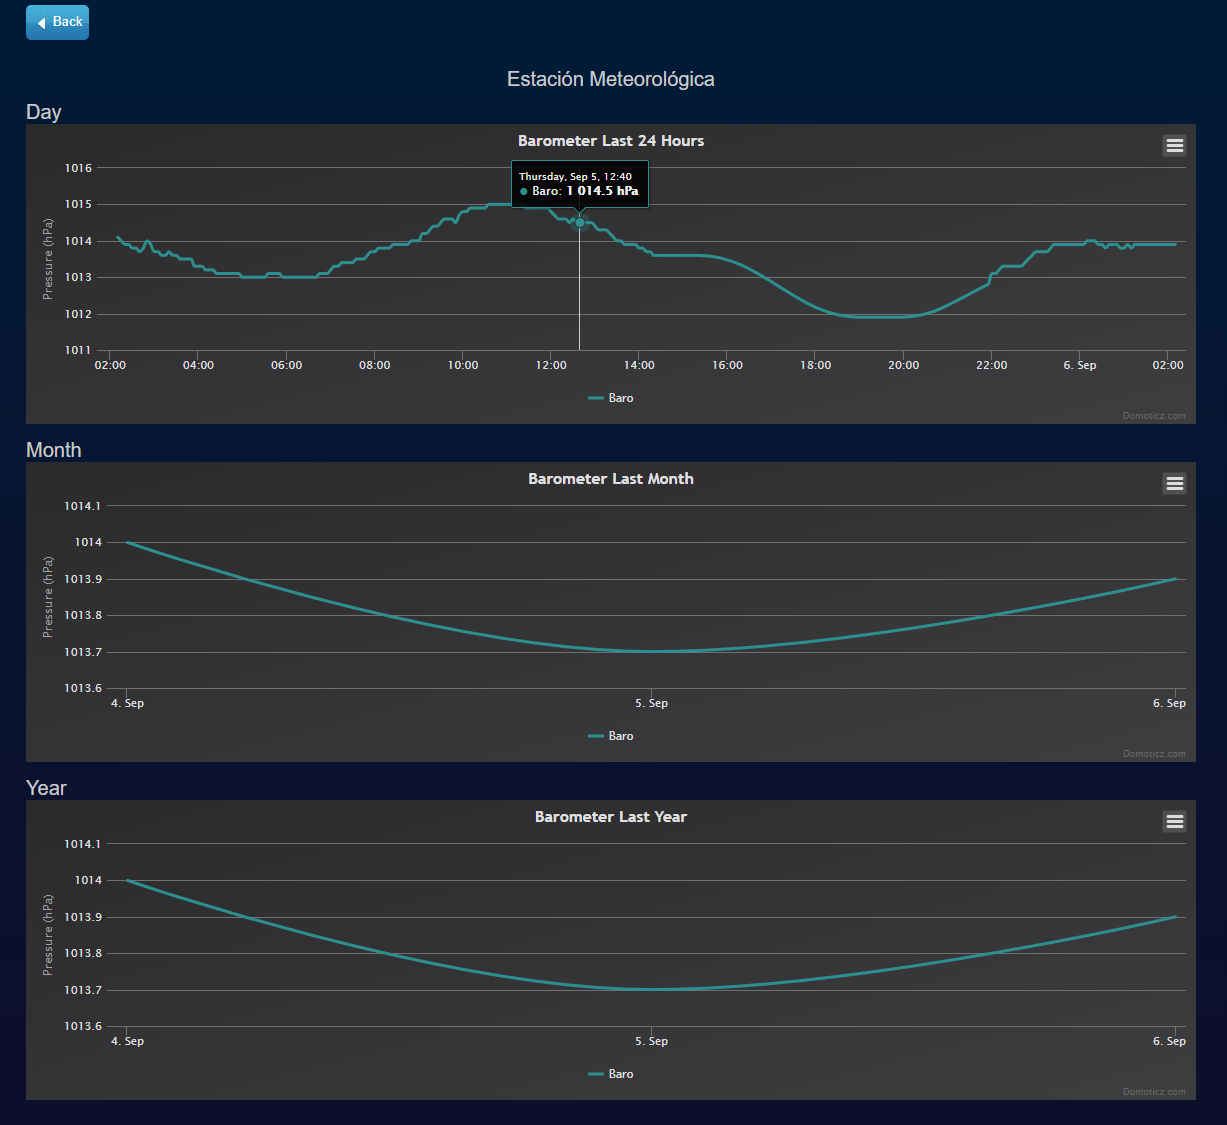 Back
Estación Meteorológica
Day
Barometer Last 24 Hours
Thursday, Sep 5, 12:40
Baro: 1 014.5 hPa
Pressure (hPa)
1016
1015
1014
1013
1012
1011
02:00 04:00 06:00 08:00 10:00 12:00 14:00 16:00 18:00 20:00 22:00 6. Sep 02:00
Baro
Domoticz.com
Month
Barometer Last Month
Pressure (hPa)
1014.1
1014
1013.9
1013.8
1013.7
1013.6
4. Sep 5. Sep 6. Sep
Baro
Domoticz.com
Year
Barometer Last Year
Pressure (hPa)
1014.1
1014
1013.9
1013.8
1013.7
1013.6
4. Sep 5. Sep 6. Sep
Baro
Domoticz.com